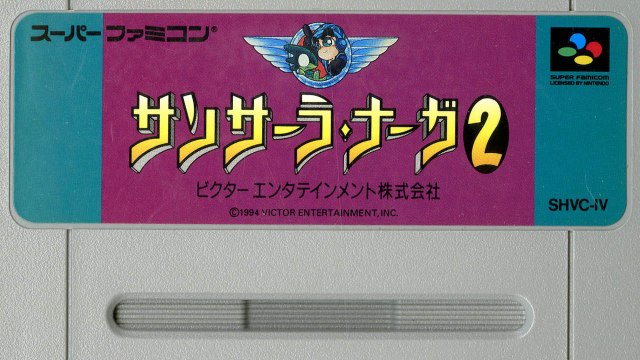 スーパーファミコン®
サンサーラ・ナーガ2
ビクター エンタテインメント株式会社
©1994 VICTOR ENTERTAINMENT, INC.
SUPER FAMICOM
LICENSED BY NINTENDO
SHVC-IV